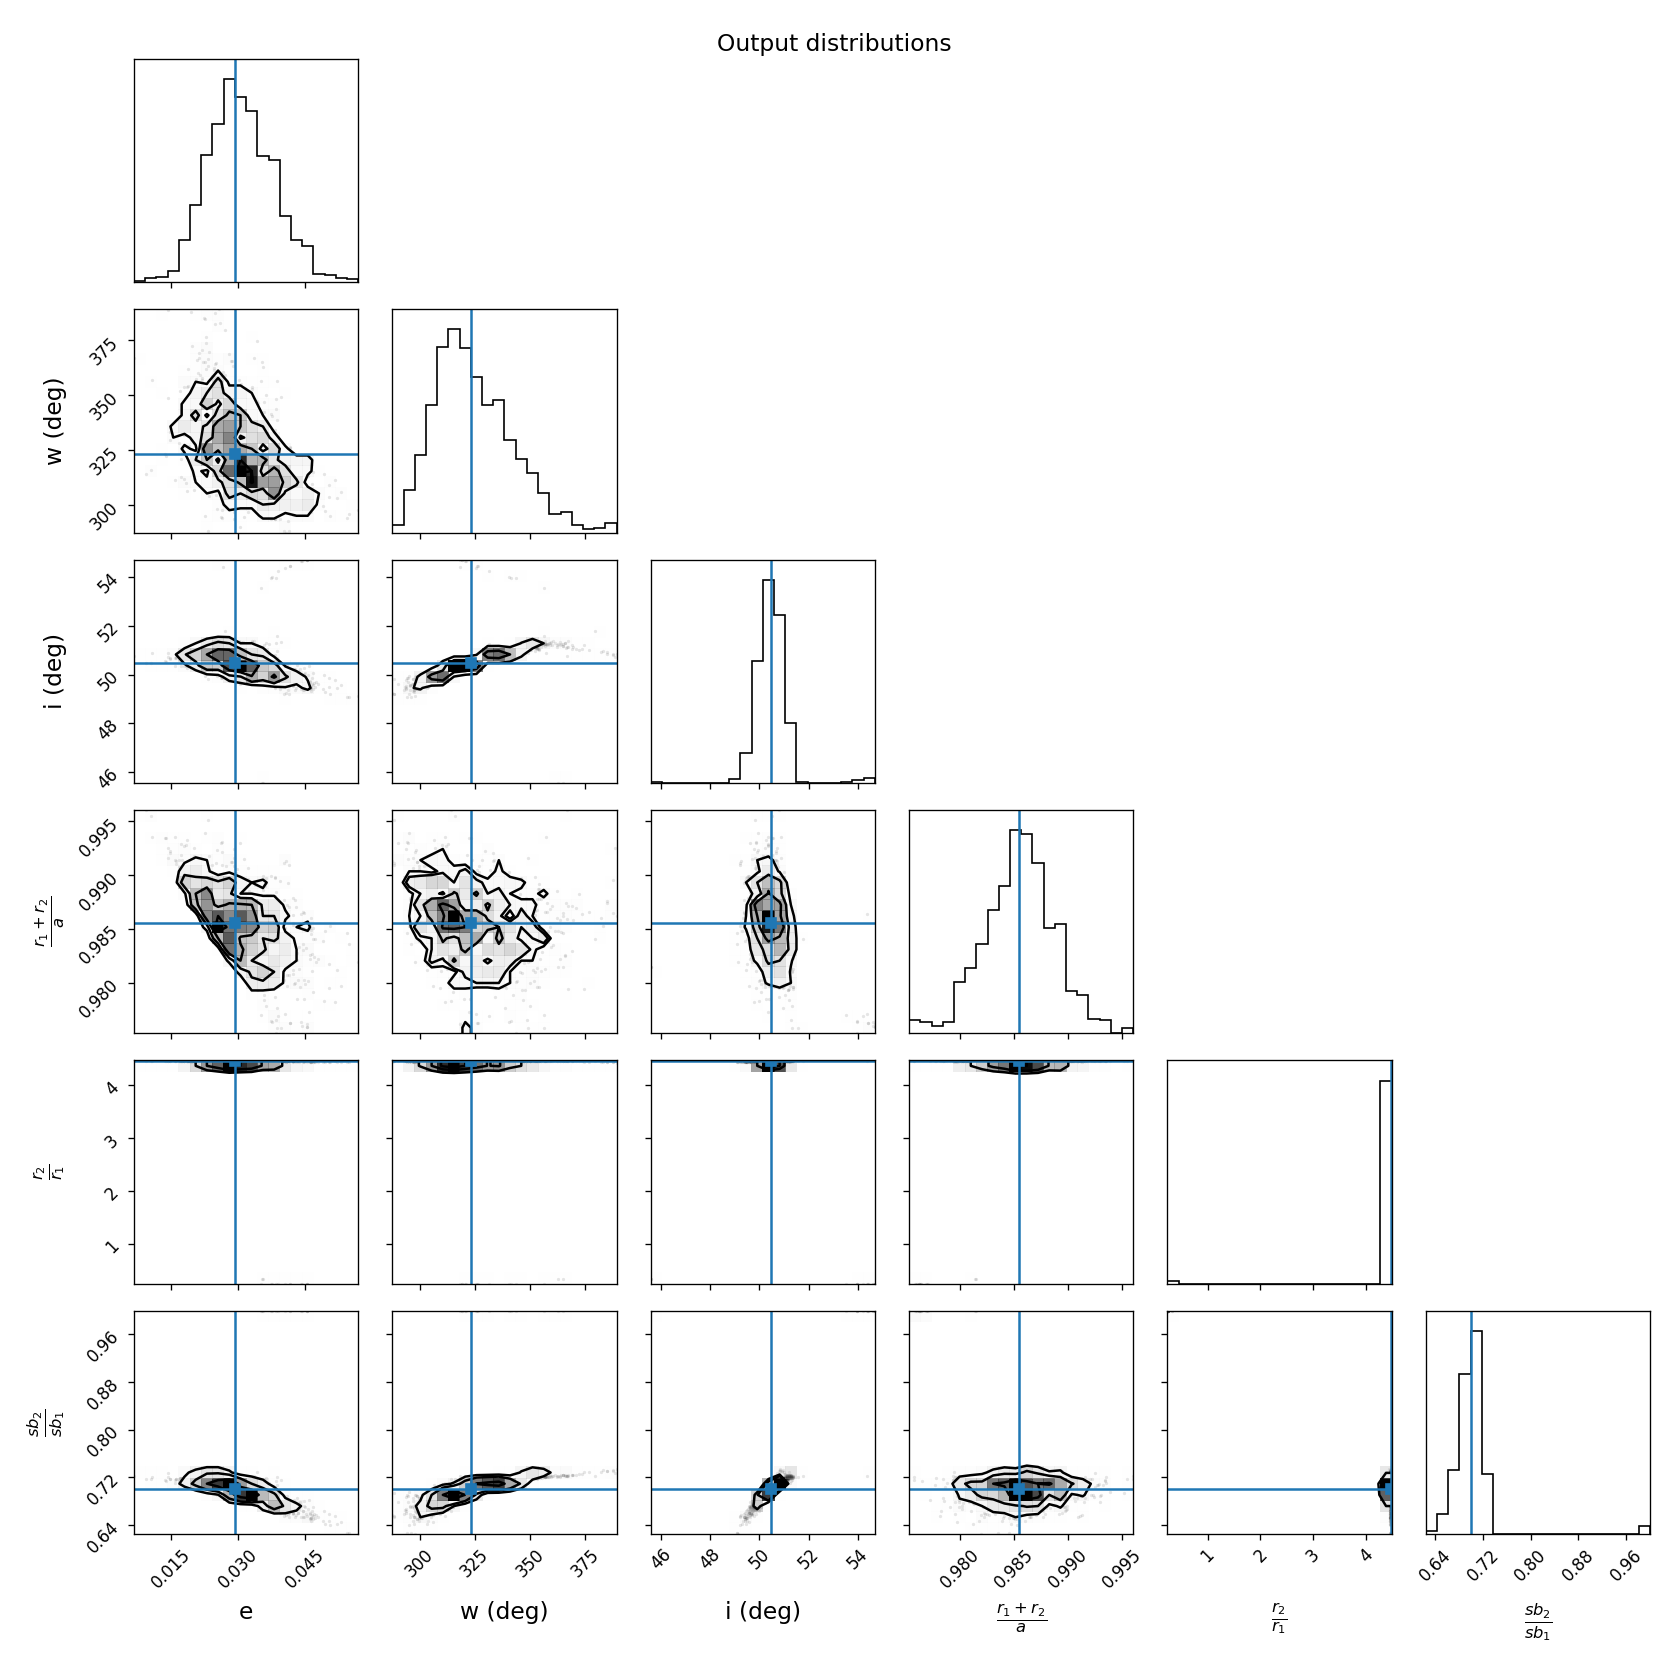 Output distributions
375
350
325
300
w (deg)
54
52
50
48
46
i (deg)
0.995
0.990
0.985
0.980
r₁ + r₂
a
4
3
2
1
r₂
r₁
0.96
0.88
0.80
0.72
0.64
sb₂
sb₁
0.015 0.030 0.045
300 325 350 375
46 48 50 52 54
0.980 0.985 0.990 0.995
1 2 3 4
0.64 0.72 0.80 0.88 0.96
e
w (deg)
i (deg)
r₁ + r₂
a
r₂
r₁
sb₂
sb₁